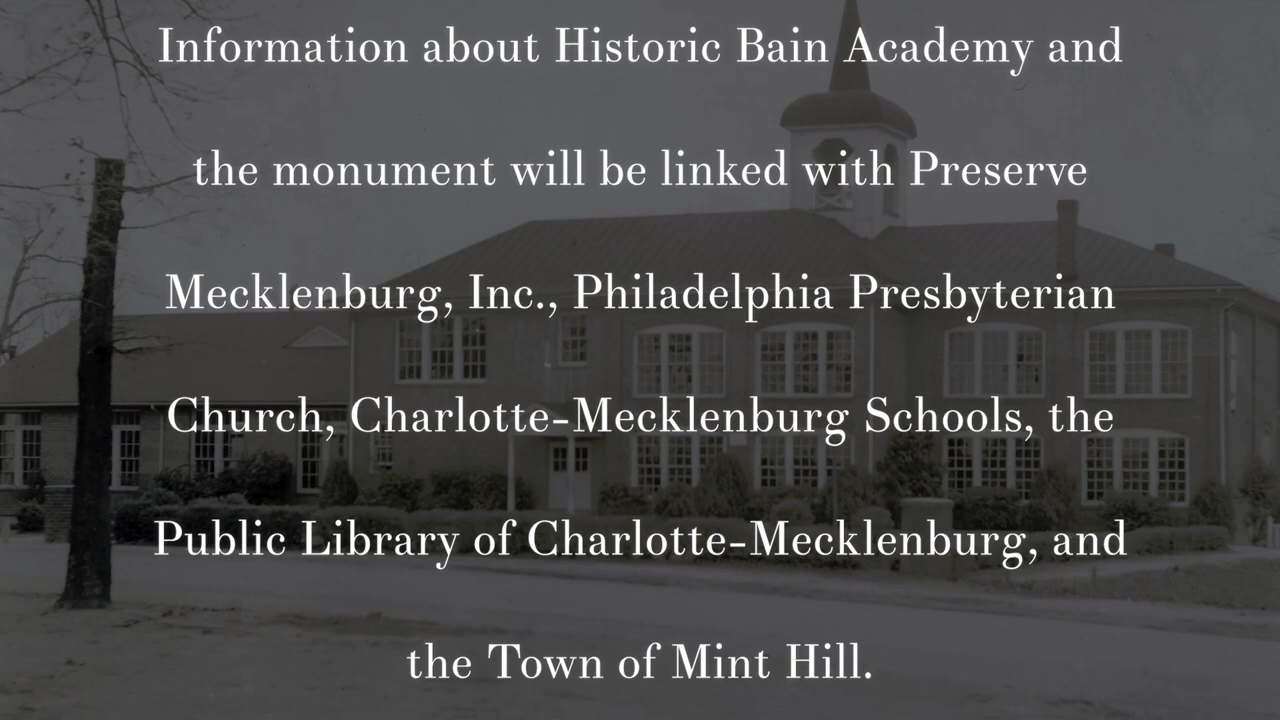 Information about Historic Bain Academy and
the monument will be linked with Preserve
Mecklenburg, Inc., Philadelphia Presbyterian
Church, Charlotte-Mecklenburg Schools, the
Public Library of Charlotte-Mecklenburg, and
the Town of Mint Hill.